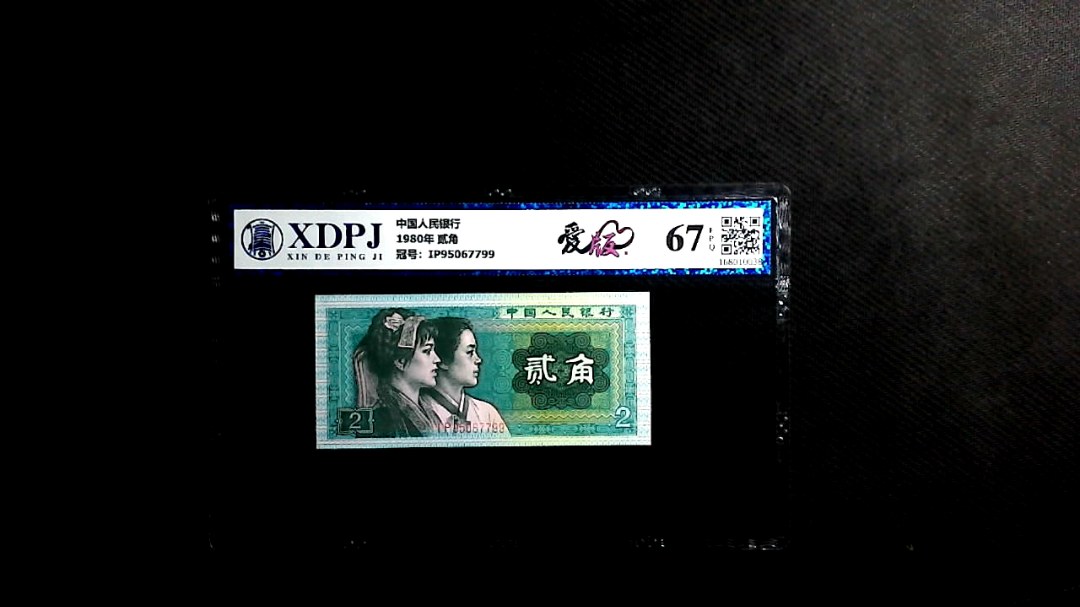 XDPJ
XIN DE PING JI
中国人民银行
1980年 贰角
冠号：IP95067799
爱版
67
EPQ
中国人民银行
贰角
2
2
IP95067799